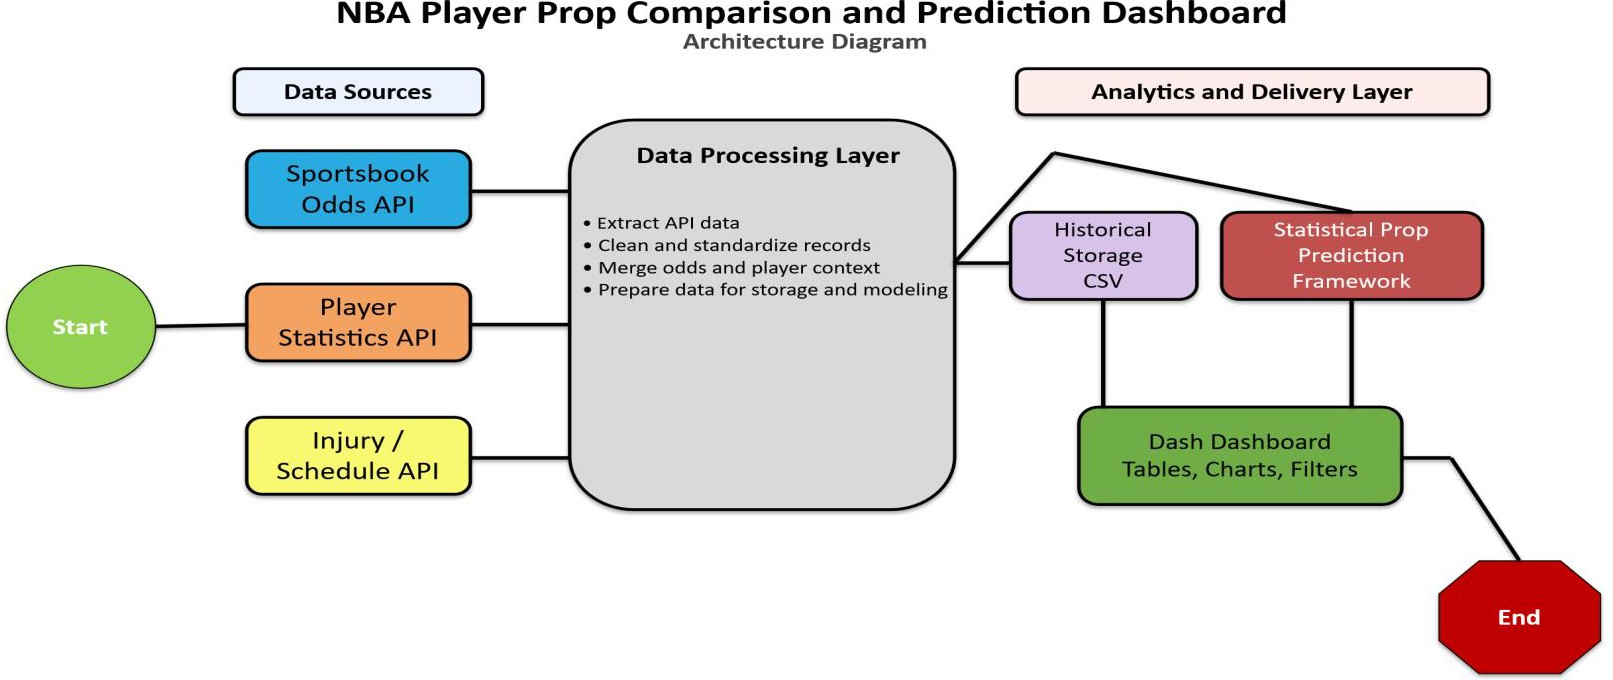 NBA Player Prop Comparison and Prediction Dashboard
Architecture Diagram
Data Sources
Analytics and Delivery Layer
Sportsbook
Odds API
Data Processing Layer
• Extract API data
• Clean and standardize records
• Merge odds and player context
• Prepare data for storage and modeling
Historical
Storage
CSV
Statistical Prop
Prediction
Framework
Start
Player
Statistics API
Injury /
Schedule API
Dash Dashboard
Tables, Charts, Filters
End